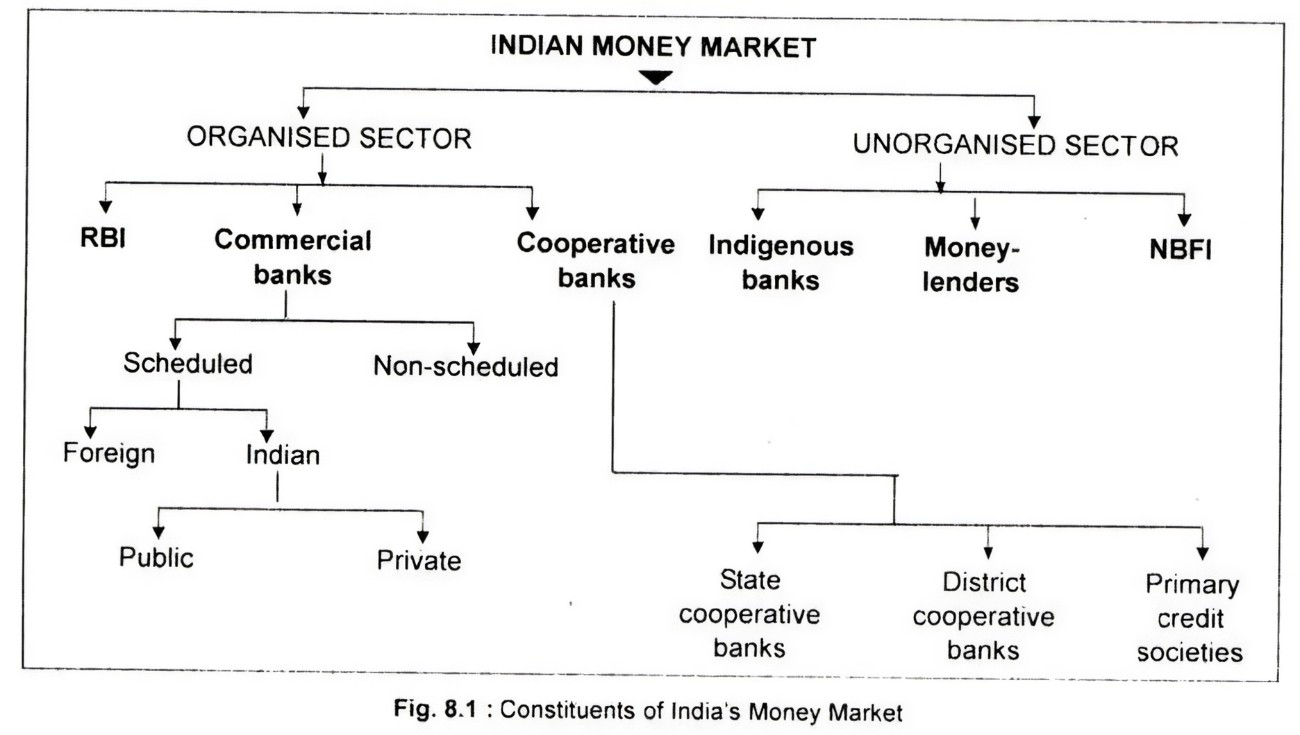 INDIAN MONEY MARKET
ORGANISED SECTOR
UNORGANISED SECTOR
RBI
Commercial
banks
Cooperative
banks
Indigenous
banks
Money-
lenders
NBFI
Scheduled
Non-scheduled
Foreign
Indian
Public
Private
State
cooperative
banks
District
cooperative
banks
Primary
credit
societies
Fig. 8.1 : Constituents of India's Money Market